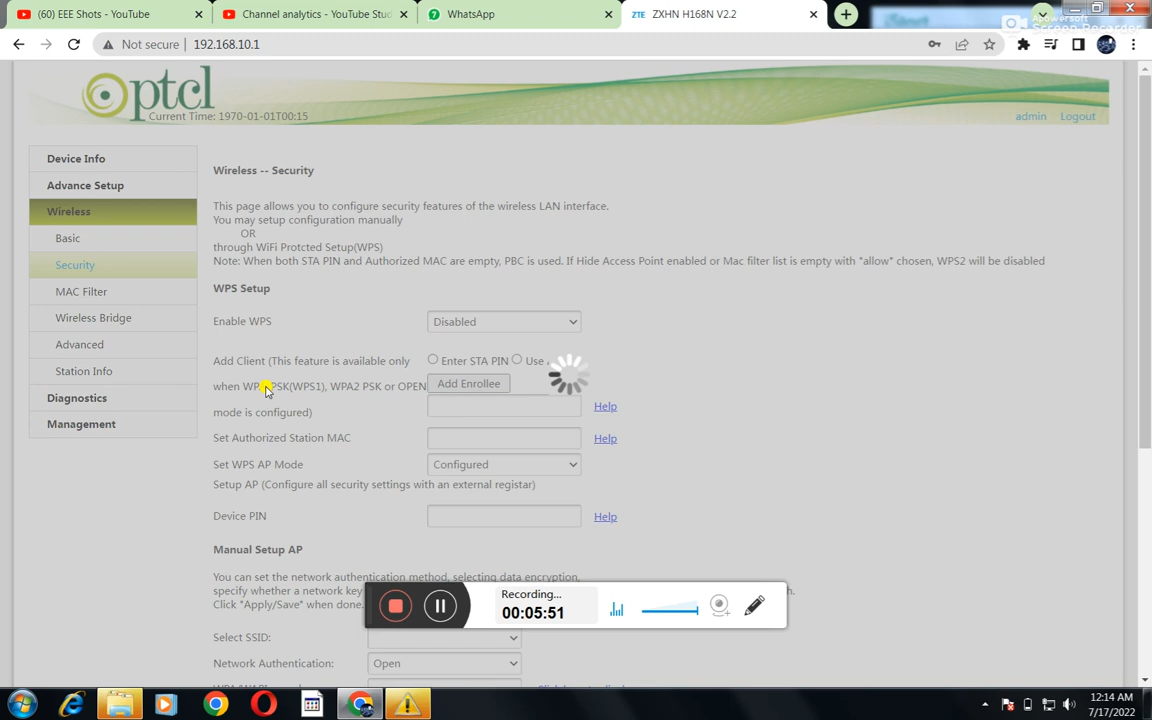 (60) EEE Shots - YouTube
Channel analytics - YouTube Stud
WhatsApp
ZXHN H168N V2.2
Apowersoft
Screen Recorder
Not secure
192.168.10.1
ptcl
Current Time: 1970-01-01T00:15
admin
Logout
Device Info
Advance Setup
Wireless
Basic
Security
MAC Filter
Wireless Bridge
Advanced
Station Info
Diagnostics
Management
Wireless -- Security
This page allows you to configure security features of the wireless LAN interface.
You may setup configuration manually
OR
through WiFi Protcted Setup(WPS)
Note: When both STA PIN and Authorized MAC are empty, PBC is used. If Hide Access Point enabled or Mac filter list is empty with "allow" chosen, WPS2 will be disabled
WPS Setup
Enable WPS
Disabled
Add Client (This feature is available only
Enter STA PIN
Use
when WPA PSK(WPS1), WPA2 PSK or OPEN
Add Enrollee
mode is configured)
Help
Set Authorized Station MAC
Help
Set WPS AP Mode
Configured
Setup AP (Configure all security settings with an external registar)
Device PIN
Help
Manual Setup AP
You can set the network authentication method, selecting data encryption,
specify whether a network key
Click "Apply/Save" when done.
Recording...
00:05:51
Select SSID:
Network Authentication:
Open
12:14 AM
7/17/2022